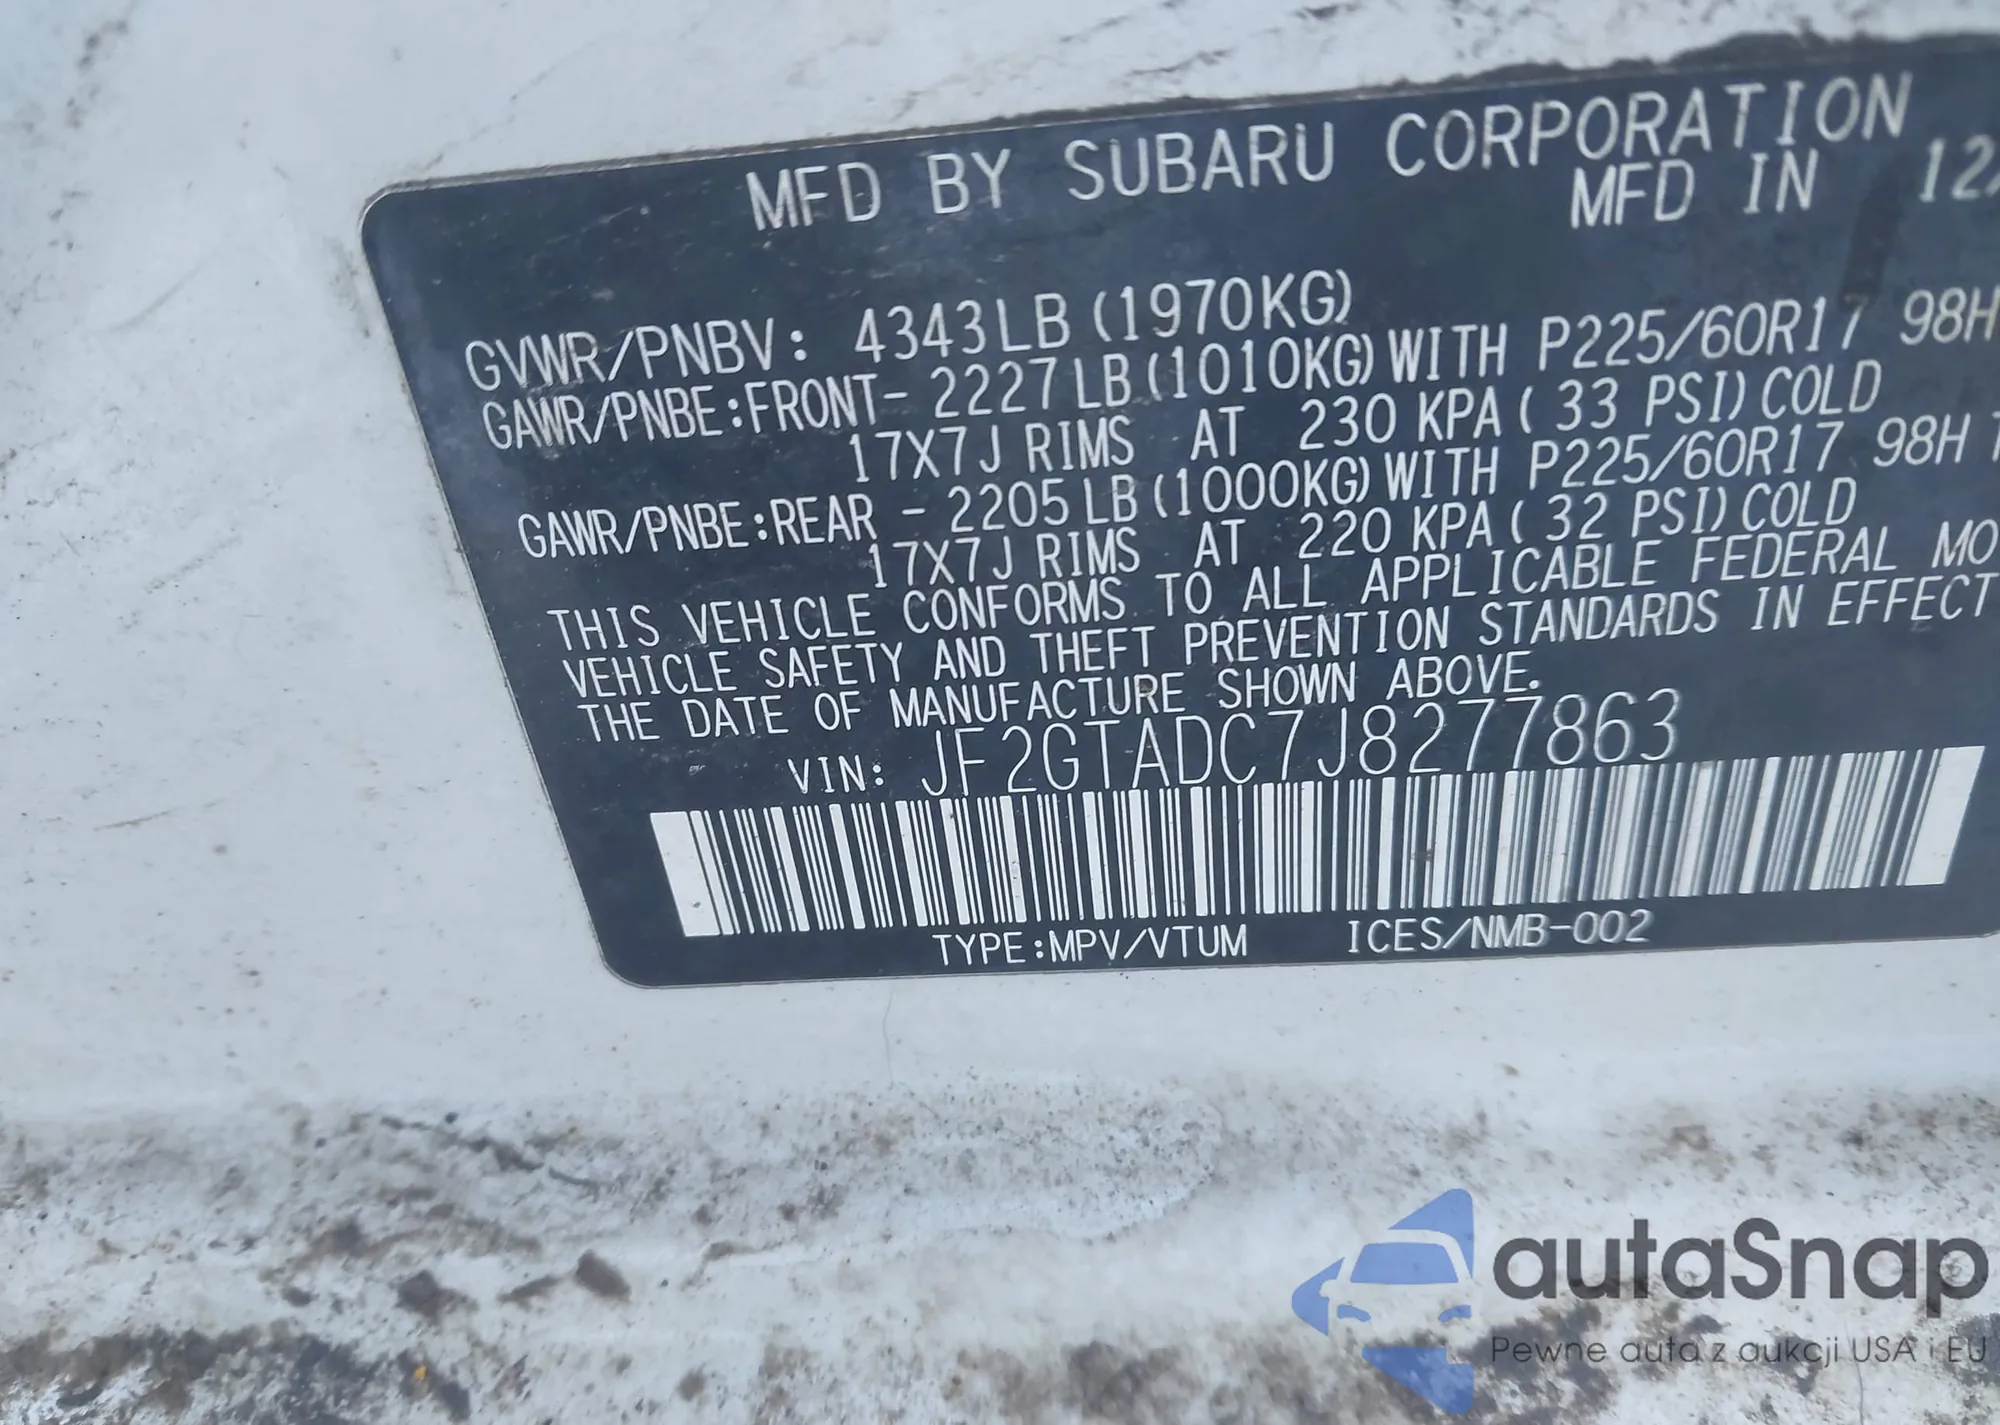 MFD BY SUBARU CORPORATION
MFD IN 12/
GVWR/PNBV: 4343LB (1970KG)
GAWR/PNBE:FRONT- 2227LB (1010KG) WITH P225/60R17 98H
17X7J RIMS AT 230 KPA ( 33 PSI) COLD
GAWR/PNBE:REAR - 2205LB (1000KG) WITH P225/60R17 98H
17X7J RIMS AT 220 KPA ( 32 PSI) COLD
THIS VEHICLE CONFORMS TO ALL APPLICABLE FEDERAL MO
VEHICLE SAFETY AND THEFT PREVENTION STANDARDS IN EFFECT
THE DATE OF MANUFACTURE SHOWN ABOVE.
VIN: JF2GTADC7J8277863
TYPE:MPV/VTUM ICES/NMB-002
autaSnap
Pewne auta z aukcji USA i EU